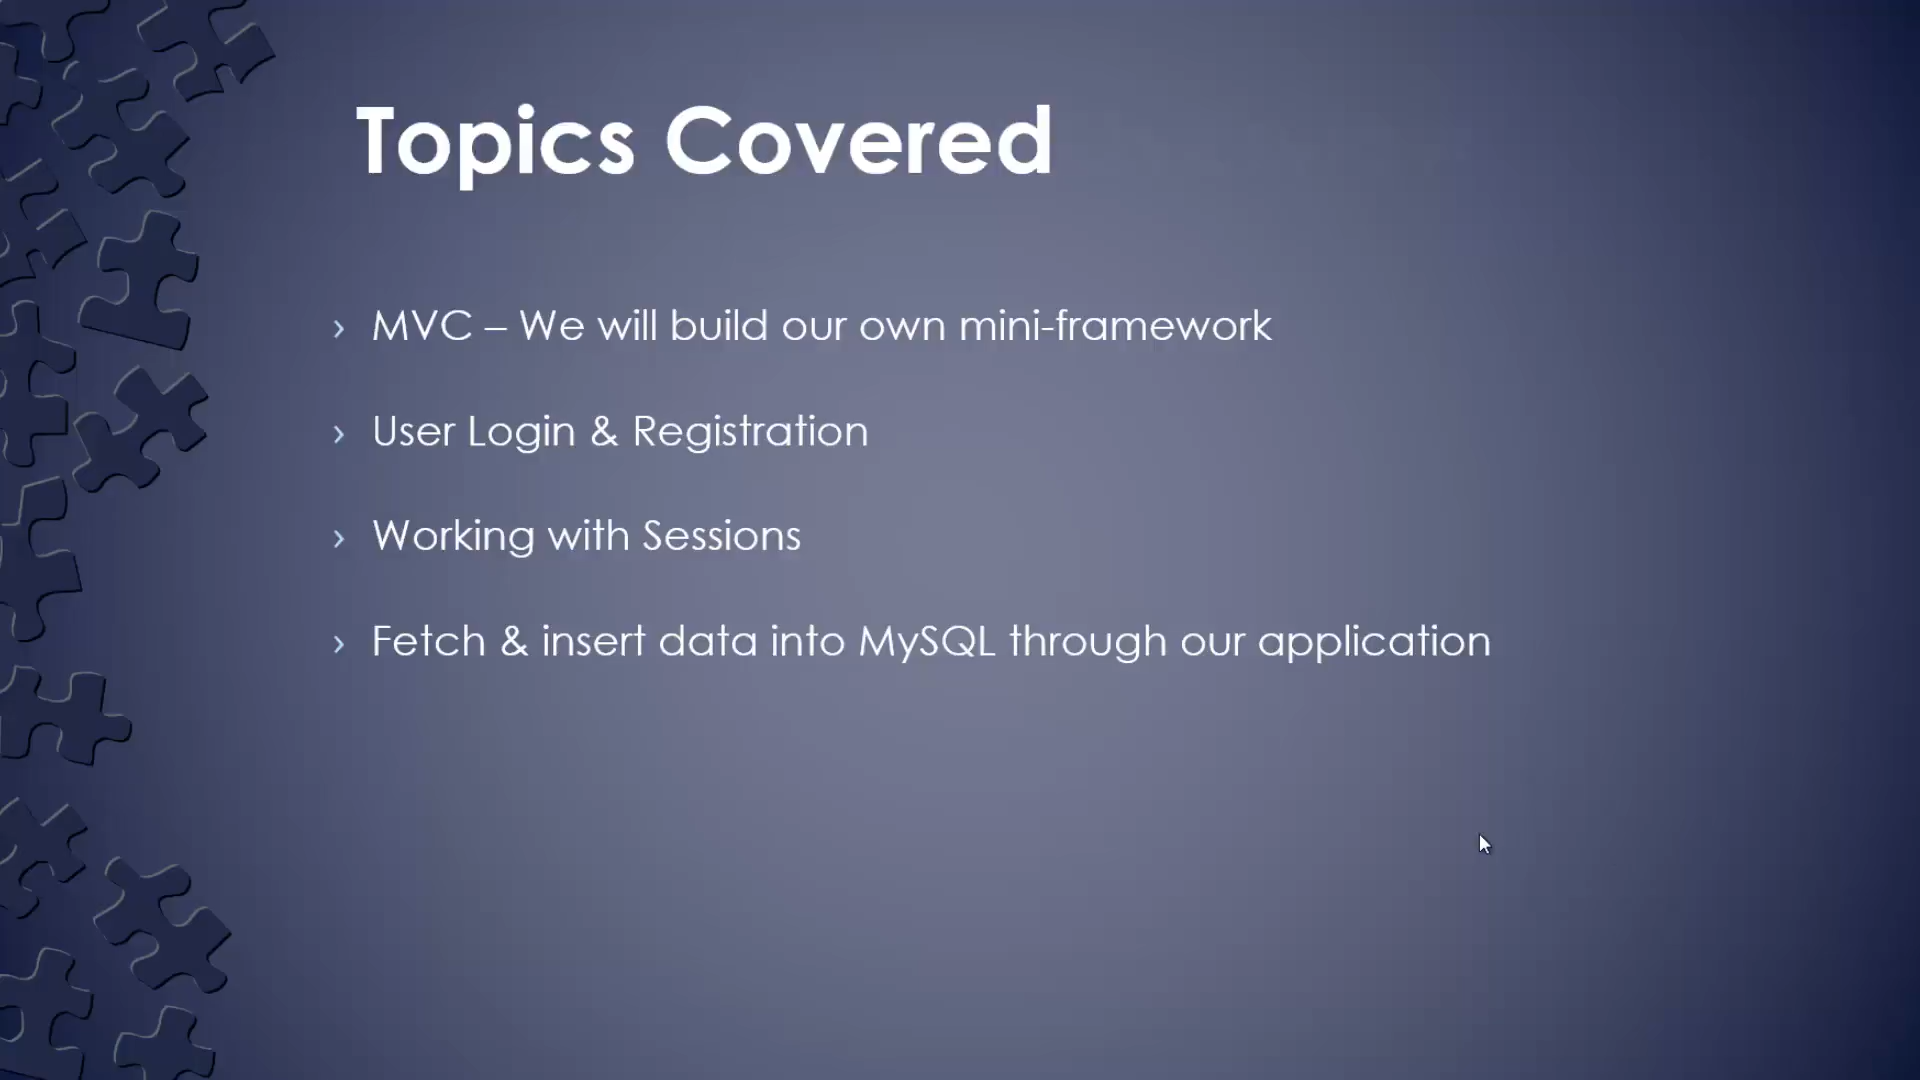 Topics Covered
› MVC – We will build our own mini-framework
› User Login & Registration
› Working with Sessions
› Fetch & insert data into MySQL through our application